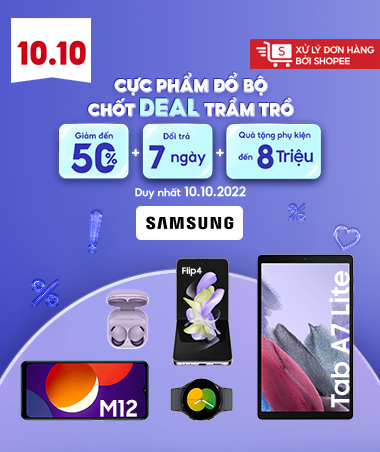 10.10
S XỬ LÝ ĐƠN HÀNG
BỞI SHOPEE
CỰC PHẨM ĐỔ BỘ
CHỐT DEAL TRẦM TRỒ
Giảm đến
50%
+
Đổi trả
7 ngày
+
Quà tặng phụ kiện
đến 8 Triệu
Duy nhất 10.10.2022
SAMSUNG
Flip4
Tab A7 Lite
M12